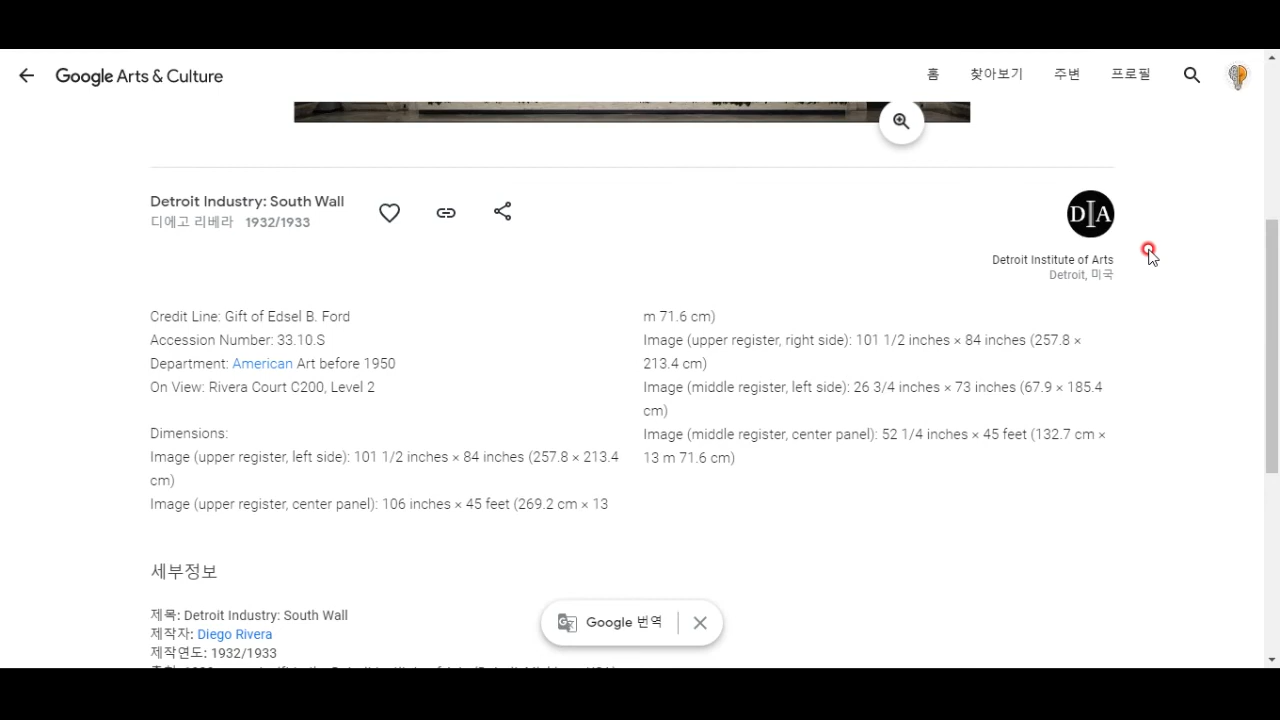 Google Arts & Culture
홈 찾아보기 주변 프로필
Detroit Industry: South Wall
디에고 리베라 1932/1933
DIA
Detroit Institute of Arts
Detroit, 미국
Credit Line: Gift of Edsel B. Ford
Accession Number: 33.10.S
Department: American Art before 1950
On View: Rivera Court C200, Level 2
Dimensions:
Image (upper register, left side): 101 1/2 inches × 84 inches (257.8 × 213.4
cm)
Image (upper register, center panel): 106 inches × 45 feet (269.2 cm × 13
m 71.6 cm)
Image (upper register, right side): 101 1/2 inches × 84 inches (257.8 ×
213.4 cm)
Image (middle register, left side): 26 3/4 inches × 73 inches (67.9 × 185.4
cm)
Image (middle register, center panel): 52 1/4 inches × 45 feet (132.7 cm ×
13 m 71.6 cm)
세부정보
제목: Detroit Industry: South Wall
제작자: Diego Rivera
제작연도: 1932/1933
Google 번역